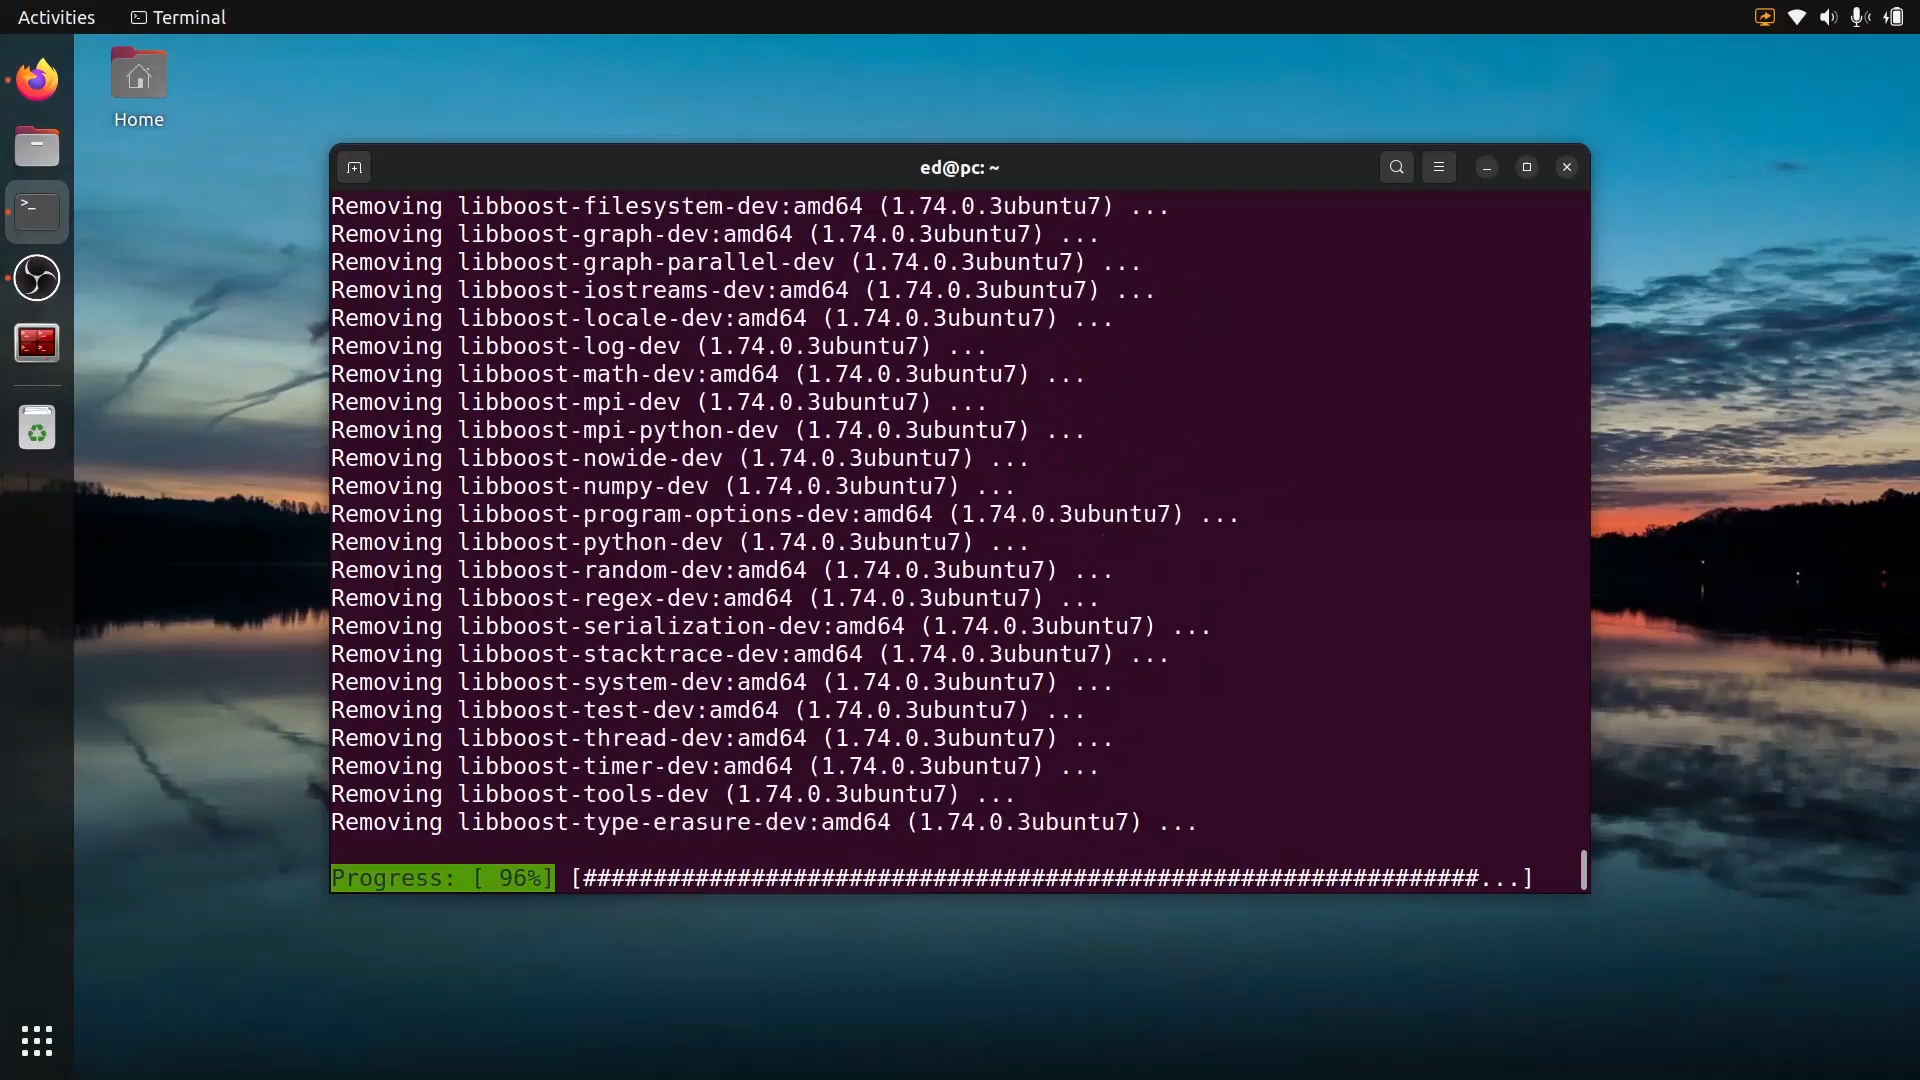 Activities
Terminal
Home
ed@pc: ~
Removing libboost-filesystem-dev:amd64 (1.74.0.3ubuntu7) ...
Removing libboost-graph-dev:amd64 (1.74.0.3ubuntu7) ...
Removing libboost-graph-parallel-dev (1.74.0.3ubuntu7) ...
Removing libboost-iostreams-dev:amd64 (1.74.0.3ubuntu7) ...
Removing libboost-locale-dev:amd64 (1.74.0.3ubuntu7) ...
Removing libboost-log-dev (1.74.0.3ubuntu7) ...
Removing libboost-math-dev:amd64 (1.74.0.3ubuntu7) ...
Removing libboost-mpi-dev (1.74.0.3ubuntu7) ...
Removing libboost-mpi-python-dev (1.74.0.3ubuntu7) ...
Removing libboost-nowide-dev (1.74.0.3ubuntu7) ...
Removing libboost-numpy-dev (1.74.0.3ubuntu7) ...
Removing libboost-program-options-dev:amd64 (1.74.0.3ubuntu7) ...
Removing libboost-python-dev (1.74.0.3ubuntu7) ...
Removing libboost-random-dev:amd64 (1.74.0.3ubuntu7) ...
Removing libboost-regex-dev:amd64 (1.74.0.3ubuntu7) ...
Removing libboost-serialization-dev:amd64 (1.74.0.3ubuntu7) ...
Removing libboost-stacktrace-dev:amd64 (1.74.0.3ubuntu7) ...
Removing libboost-system-dev:amd64 (1.74.0.3ubuntu7) ...
Removing libboost-test-dev:amd64 (1.74.0.3ubuntu7) ...
Removing libboost-thread-dev:amd64 (1.74.0.3ubuntu7) ...
Removing libboost-timer-dev:amd64 (1.74.0.3ubuntu7) ...
Removing libboost-tools-dev (1.74.0.3ubuntu7) ...
Removing libboost-type-erasure-dev:amd64 (1.74.0.3ubuntu7) ...
Progress: [ 96%] [################################################################...]